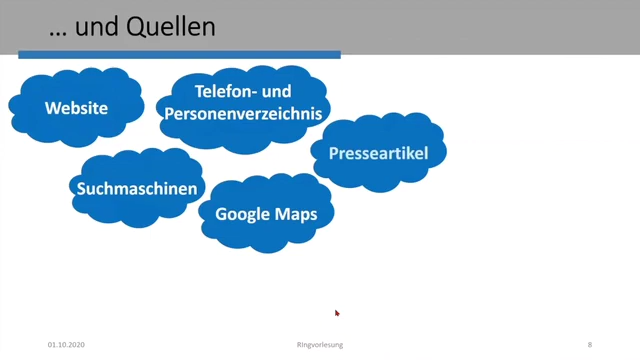 … und Quellen
Website
Telefon- und
Personenverzeichnis
Presseartikel
Suchmaschinen
Google Maps
01.10.2020
Ringvorlesung
8